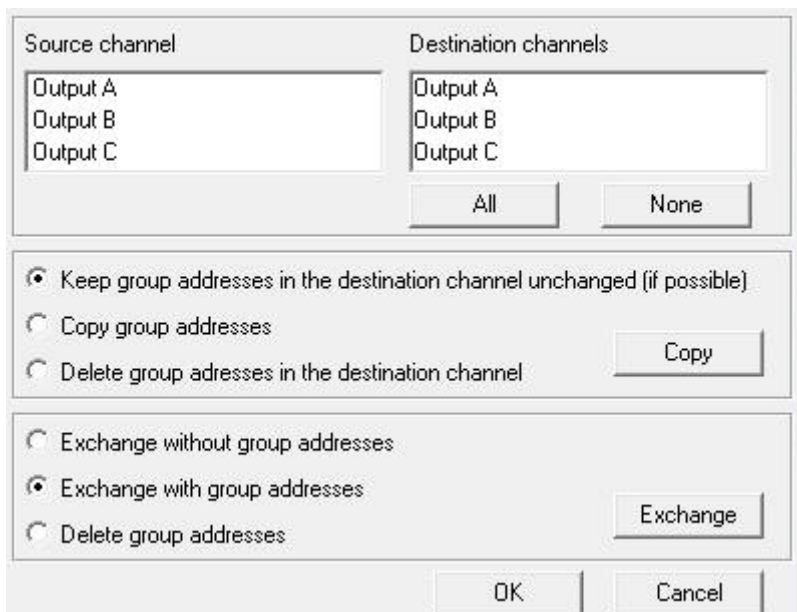 Source channel
Output A
Output B
Output C
Destination channels
Output A
Output B
Output C
All
None
Keep group addresses in the destination channel unchanged (if possible)
Copy group addresses
Delete group adresses in the destination channel
Copy
Exchange without group addresses
Exchange with group addresses
Delete group addresses
Exchange
OK
Cancel